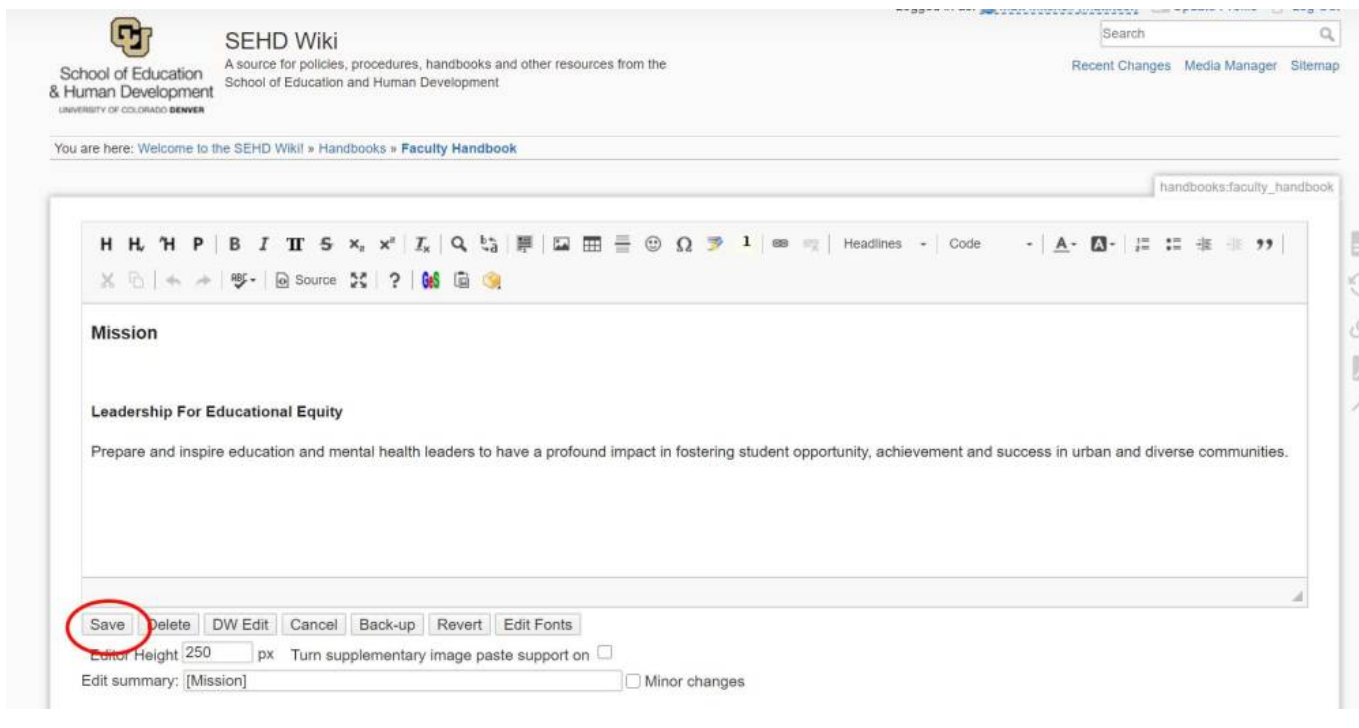 SEHD Wiki
A source for policies, procedures, handbooks and other resources from the
School of Education and Human Development
School of Education
& Human Development
UNIVERSITY OF COLORADO DENVER
Search
Recent Changes Media Manager Sitemap
You are here: Welcome to the SEHD Wiki! » Handbooks » Faculty Handbook
handbooks:faculty_handbook
Headlines Code
Source
Mission
Leadership For Educational Equity
Prepare and inspire education and mental health leaders to have a profound impact in fostering student opportunity, achievement and success in urban and diverse communities.
Save Delete DW Edit Cancel Back-up Revert Edit Fonts
Editor Height 250 px Turn supplementary image paste support on
Edit summary: [Mission] Minor changes